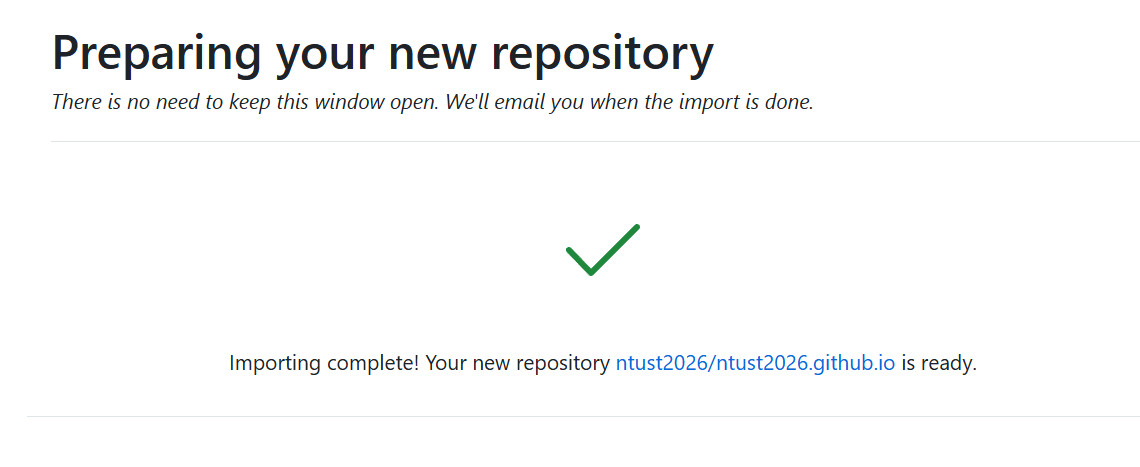 Preparing your new repository
There is no need to keep this window open. We'll email you when the import is done.
Importing complete! Your new repository ntust2026/ntust2026.github.io is ready.